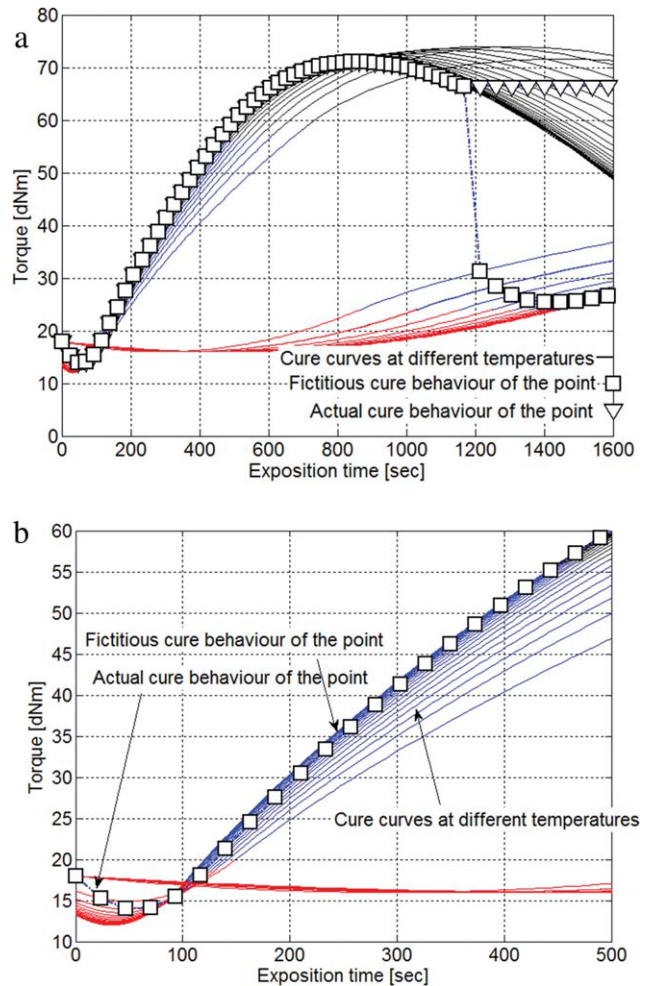 a
80
70
60
50
40
30
20
10
0
Torque [dNm]
Cure curves at different temperatures
Fictitious cure behaviour of the point
Actual cure behaviour of the point
0 200 400 600 800 1000 1200 1400 1600
Exposition time [sec]
b
60
55
50
45
40
35
30
25
20
15
10
Torque [dNm]
Fictitious cure behaviour of the point
Actual cure behaviour of the point
Cure curves at different temperatures
0 100 200 300 400 500
Exposition time [sec]